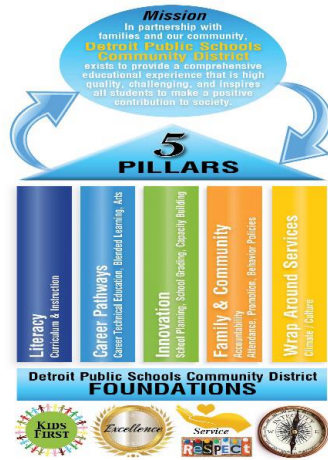 Mission
In partnership with
families and our community,
Detroit Public Schools
Community District
exists to provide a comprehensive
educational experience that is high
quality, challenging, and inspires
all students to make a positive
contribution to society.
5
PILLARS
Literacy
Curriculum & Instruction
Career Pathways
Career Technical Education, Blended Learning, Arts
Innovation
School Planning, School Grading, Capacity Building
Family & Community
Accountability
Attendance, Promotion, Behavior Policies
Wrap Around Services
Climate / Culture
Detroit Public Schools Community District
FOUNDATIONS
KIDS
FIRST
Excellence
Service
ReSPecT